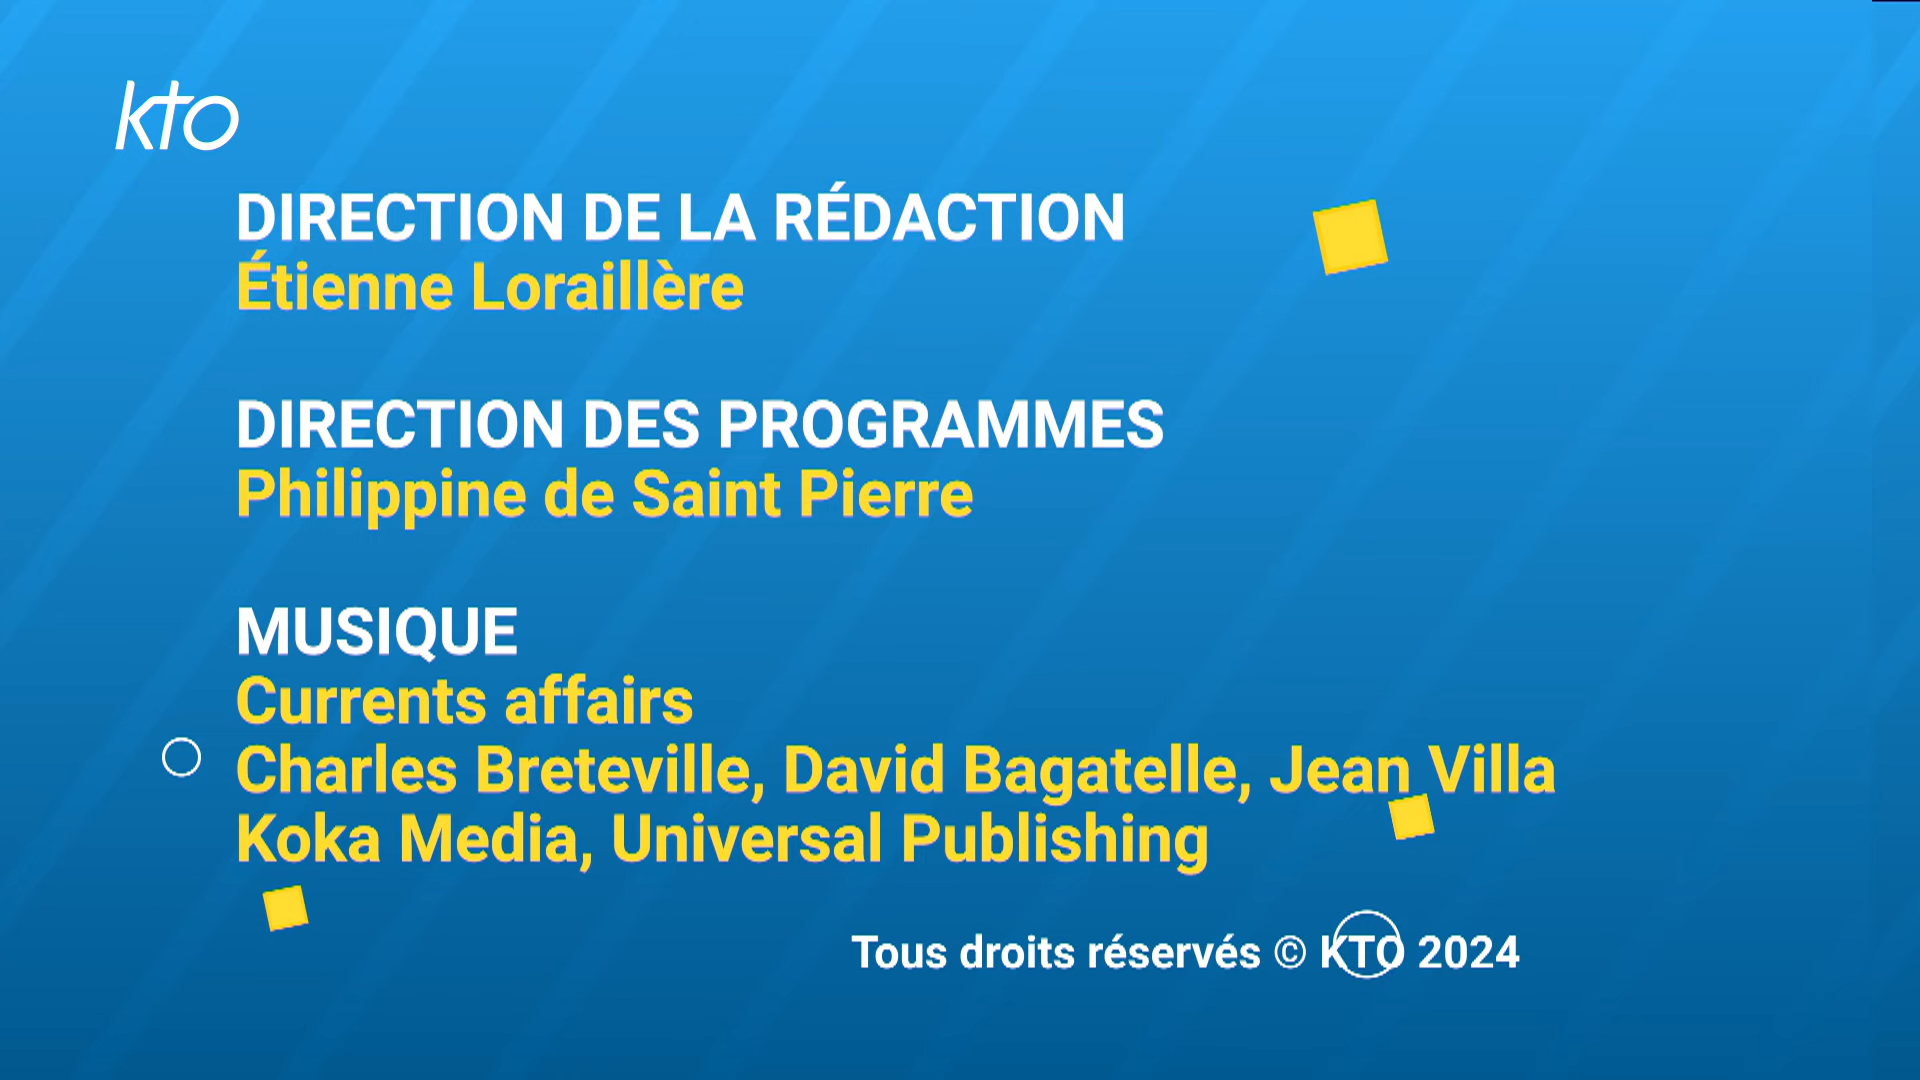 kto
DIRECTION DE LA RÉDACTION
Étienne Loraillère
DIRECTION DES PROGRAMMES
Philippine de Saint Pierre
MUSIQUE
Currents affairs
Charles Breteville, David Bagatelle, Jean Villa
Koka Media, Universal Publishing
Tous droits réservés © KTO 2024